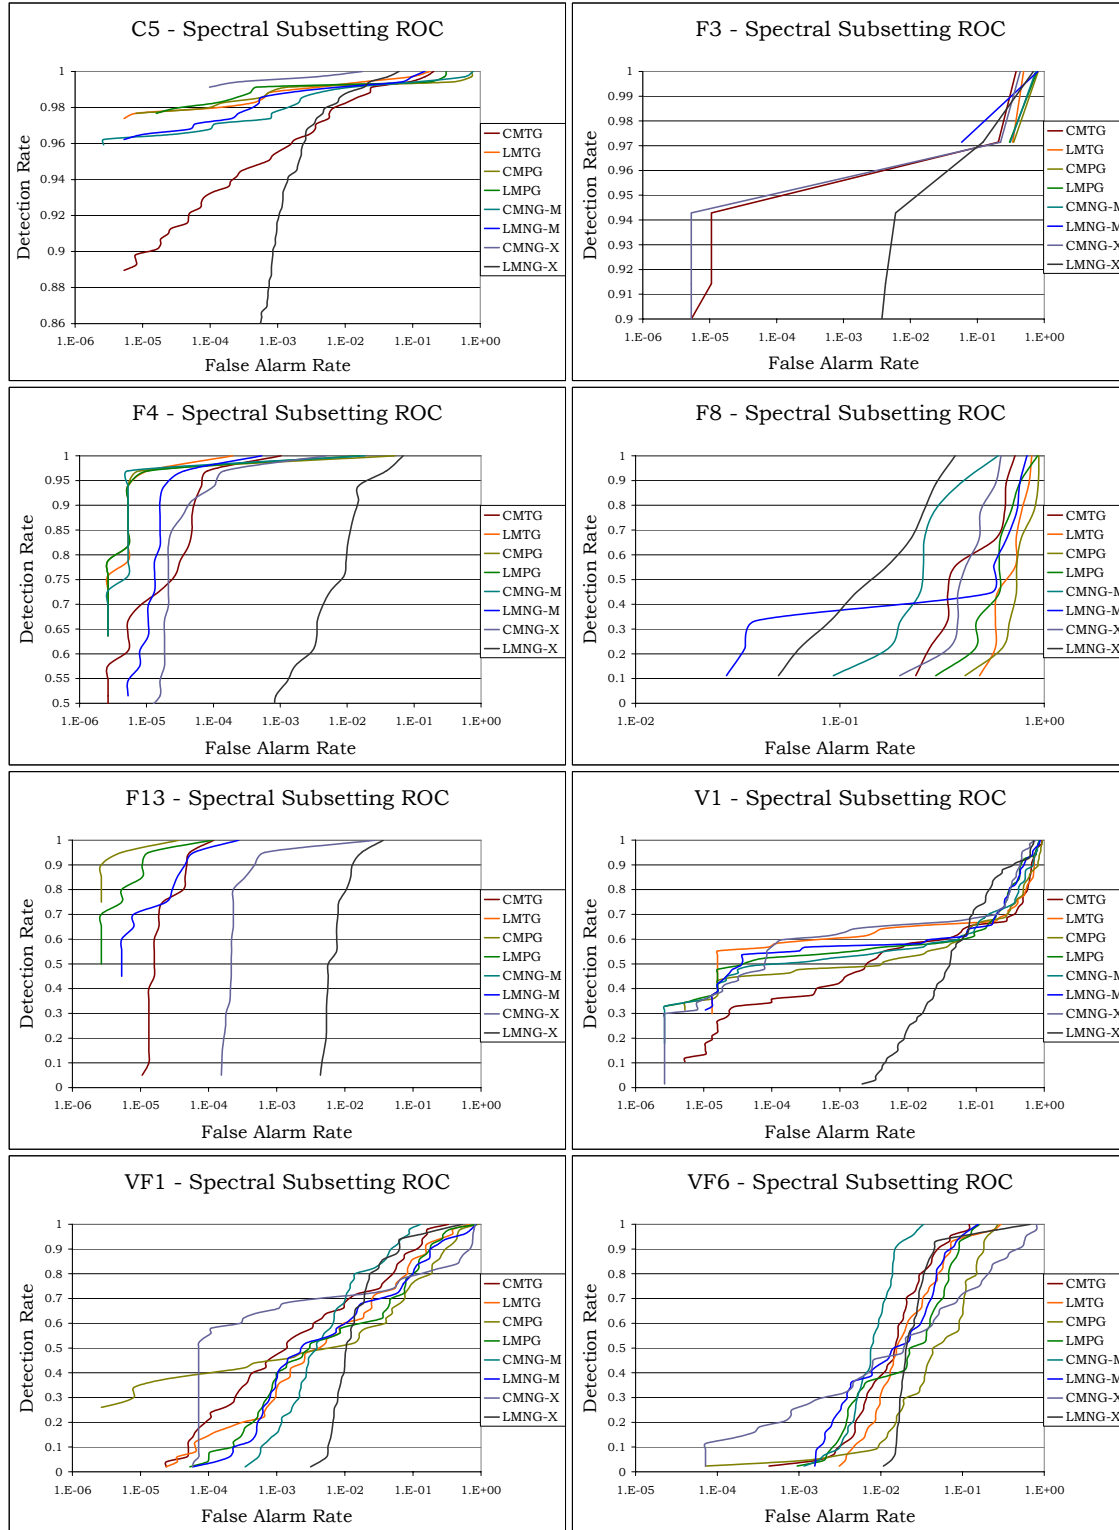 C5 - Spectral Subsetting ROC
1
0.98
0.96
0.94
0.92
0.9
0.88
0.86
Detection Rate
1.E-06 1.E-05 1.E-04 1.E-03 1.E-02 1.E-01 1.E+00
False Alarm Rate
CMTG
LMTG
CMPG
LMPG
CMNG-M
LMNG-M
CMNG-X
LMNG-X
F3 - Spectral Subsetting ROC
1
0.99
0.98
0.97
0.96
0.95
0.94
0.93
0.92
0.91
0.9
Detection Rate
1.E-06 1.E-05 1.E-04 1.E-03 1.E-02 1.E-01 1.E+00
False Alarm Rate
CMTG
LMTG
CMPG
LMPG
CMNG-M
LMNG-M
CMNG-X
LMNG-X
F4 - Spectral Subsetting ROC
1
0.95
0.9
0.85
0.8
0.75
0.7
0.65
0.6
0.55
0.5
Detection Rate
1.E-06 1.E-05 1.E-04 1.E-03 1.E-02 1.E-01 1.E+00
False Alarm Rate
CMTG
LMTG
CMPG
LMPG
CMNG-M
LMNG-M
CMNG-X
LMNG-X
F8 - Spectral Subsetting ROC
1
0.9
0.8
0.7
0.6
0.5
0.4
0.3
0.2
0.1
0
Detection Rate
1.E-02 1.E-01 1.E+00
False Alarm Rate
CMTG
LMTG
CMPG
LMPG
CMNG-M
LMNG-M
CMNG-X
LMNG-X
F13 - Spectral Subsetting ROC
1
0.9
0.8
0.7
0.6
0.5
0.4
0.3
0.2
0.1
0
Detection Rate
1.E-06 1.E-05 1.E-04 1.E-03 1.E-02 1.E-01 1.E+00
False Alarm Rate
CMTG
LMTG
CMPG
LMPG
CMNG-M
LMNG-M
CMNG-X
LMNG-X
V1 - Spectral Subsetting ROC
1
0.9
0.8
0.7
0.6
0.5
0.4
0.3
0.2
0.1
0
Detection Rate
1.E-06 1.E-05 1.E-04 1.E-03 1.E-02 1.E-01 1.E+00
False Alarm Rate
CMTG
LMTG
CMPG
LMPG
CMNG-M
LMNG-M
CMNG-X
LMNG-X
VF1 - Spectral Subsetting ROC
1
0.9
0.8
0.7
0.6
0.5
0.4
0.3
0.2
0.1
0
Detection Rate
1.E-06 1.E-05 1.E-04 1.E-03 1.E-02 1.E-01 1.E+00
False Alarm Rate
CMTG
LMTG
CMPG
LMPG
CMNG-M
LMNG-M
CMNG-X
LMNG-X
VF6 - Spectral Subsetting ROC
1
0.9
0.8
0.7
0.6
0.5
0.4
0.3
0.2
0.1
0
Detection Rate
1.E-05 1.E-04 1.E-03 1.E-02 1.E-01 1.E+00
False Alarm Rate
CMTG
LMTG
CMPG
LMPG
CMNG-M
LMNG-M
CMNG-X
LMNG-X